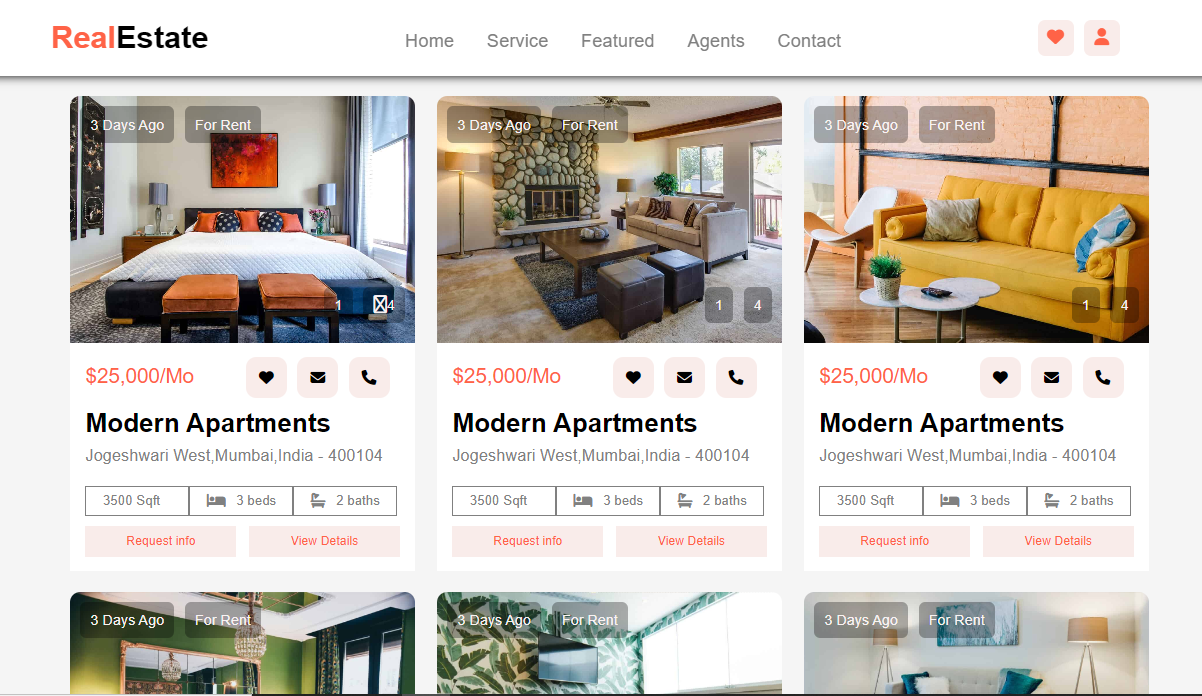 RealEstate
Home Service Featured Agents Contact
3 Days Ago For Rent
1 4
$25,000/Mo
Modern Apartments
Jogeshwari West,Mumbai,India - 400104
3500 Sqft 3 beds 2 baths
Request info View Details
3 Days Ago For Rent
1 4
$25,000/Mo
Modern Apartments
Jogeshwari West,Mumbai,India - 400104
3500 Sqft 3 beds 2 baths
Request info View Details
3 Days Ago For Rent
1 4
$25,000/Mo
Modern Apartments
Jogeshwari West,Mumbai,India - 400104
3500 Sqft 3 beds 2 baths
Request info View Details
3 Days Ago For Rent
3 Days Ago For Rent
3 Days Ago For Rent